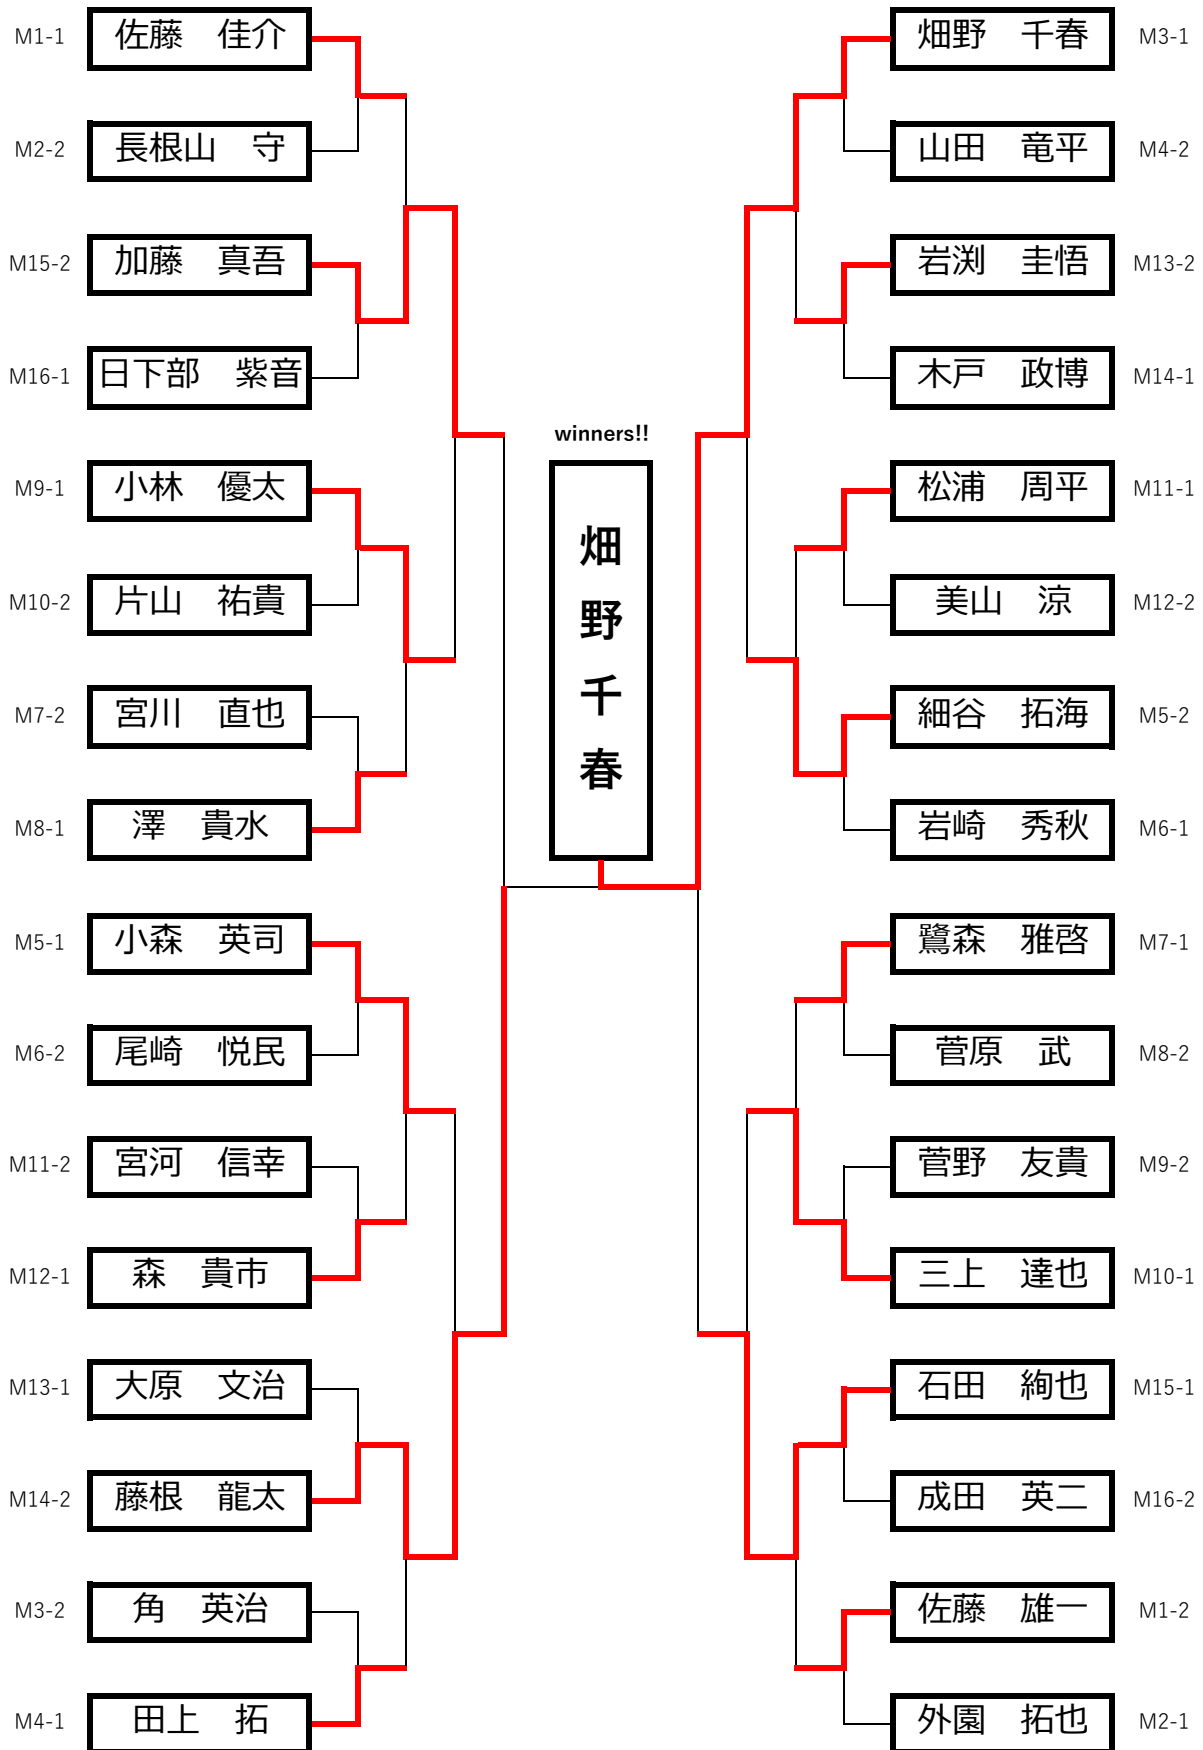 M1-1 佐藤　佳介
M2-2 長根山　守
M15-2 加藤　真吾
M16-1 日下部　紫音
M9-1 小林　優太
M10-2 片山　祐貴
M7-2 宮川　直也
M8-1 澤　貴水
M5-1 小森　英司
M6-2 尾崎　悦民
M11-2 宮河　信幸
M12-1 森　貴市
M13-1 大原　文治
M14-2 藤根　龍太
M3-2 角　英治
M4-1 田上　拓
winners!!
畑野千春
畑野　千春 M3-1
山田　竜平 M4-2
岩渕　圭悟 M13-2
木戸　政博 M14-1
松浦　周平 M11-1
美山　涼 M12-2
細谷　拓海 M5-2
岩崎　秀秋 M6-1
鷺森　雅啓 M7-1
菅原　武 M8-2
菅野　友貴 M9-2
三上　達也 M10-1
石田　絢也 M15-1
成田　英二 M16-2
佐藤　雄一 M1-2
外園　拓也 M2-1